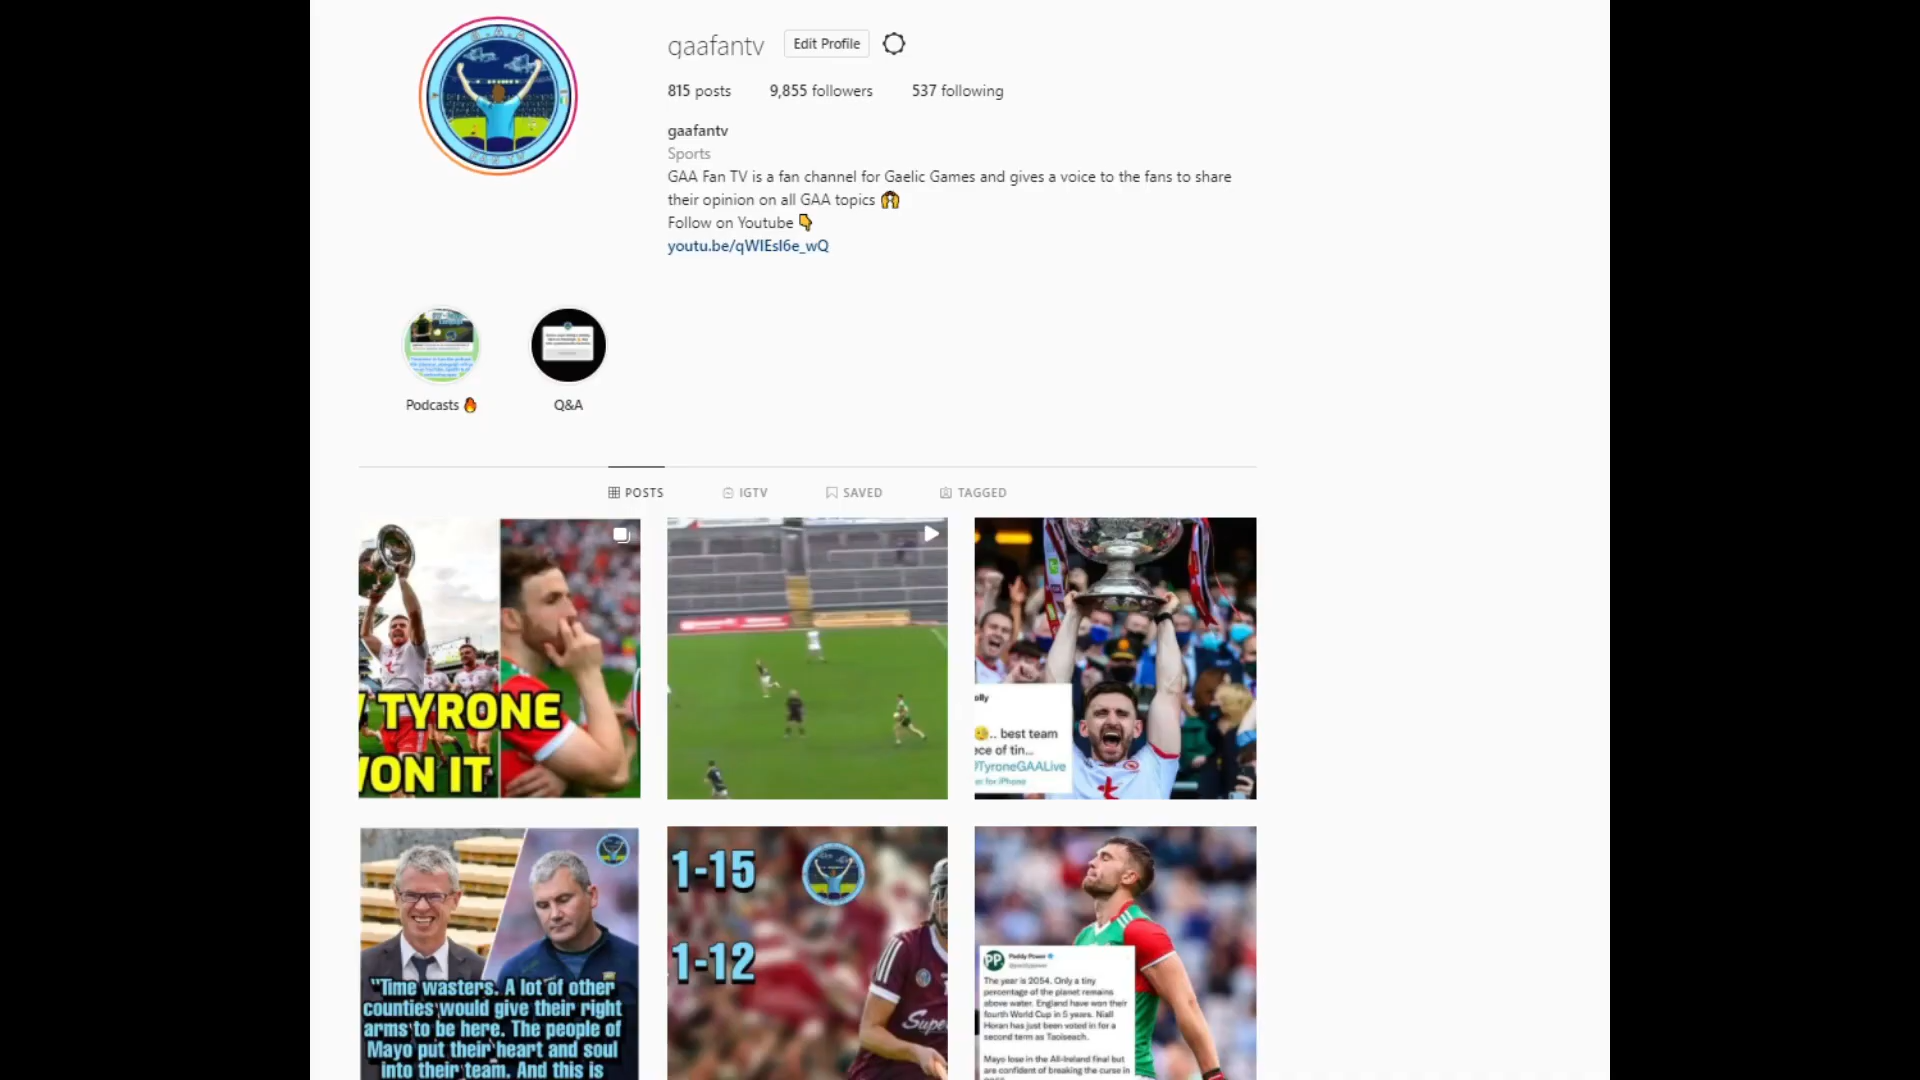 gaafantv Edit Profile
815 posts 9,855 followers 537 following
gaafantv
Sports
GAA Fan TV is a fan channel for Gaelic Games and gives a voice to the fans to share
their opinion on all GAA topics 🙌
Follow on Youtube 👇
youtu.be/qWIEsI6e_wQ
Podcasts 🔥 Q&A
POSTS IGTV SAVED TAGGED
TYRONE
ON IT
.. best team
ece of tin...
@TyroneGAALive
for iPhone
"Time wasters. A lot of other
counties would give their right
arms to be here. The people of
Mayo put their heart and soul
into their team. And this is
1-15
1-12
Supe
PP Paddy Power
The year is 2054. Only a tiny
percentage of the planet remains
above water. England have won their
fourth World Cup in 5 years. Niall
Horan has just been voted in for a
second term as Taoiseach.
Mayo lose in the All-Ireland final but
are confident of breaking the curse in